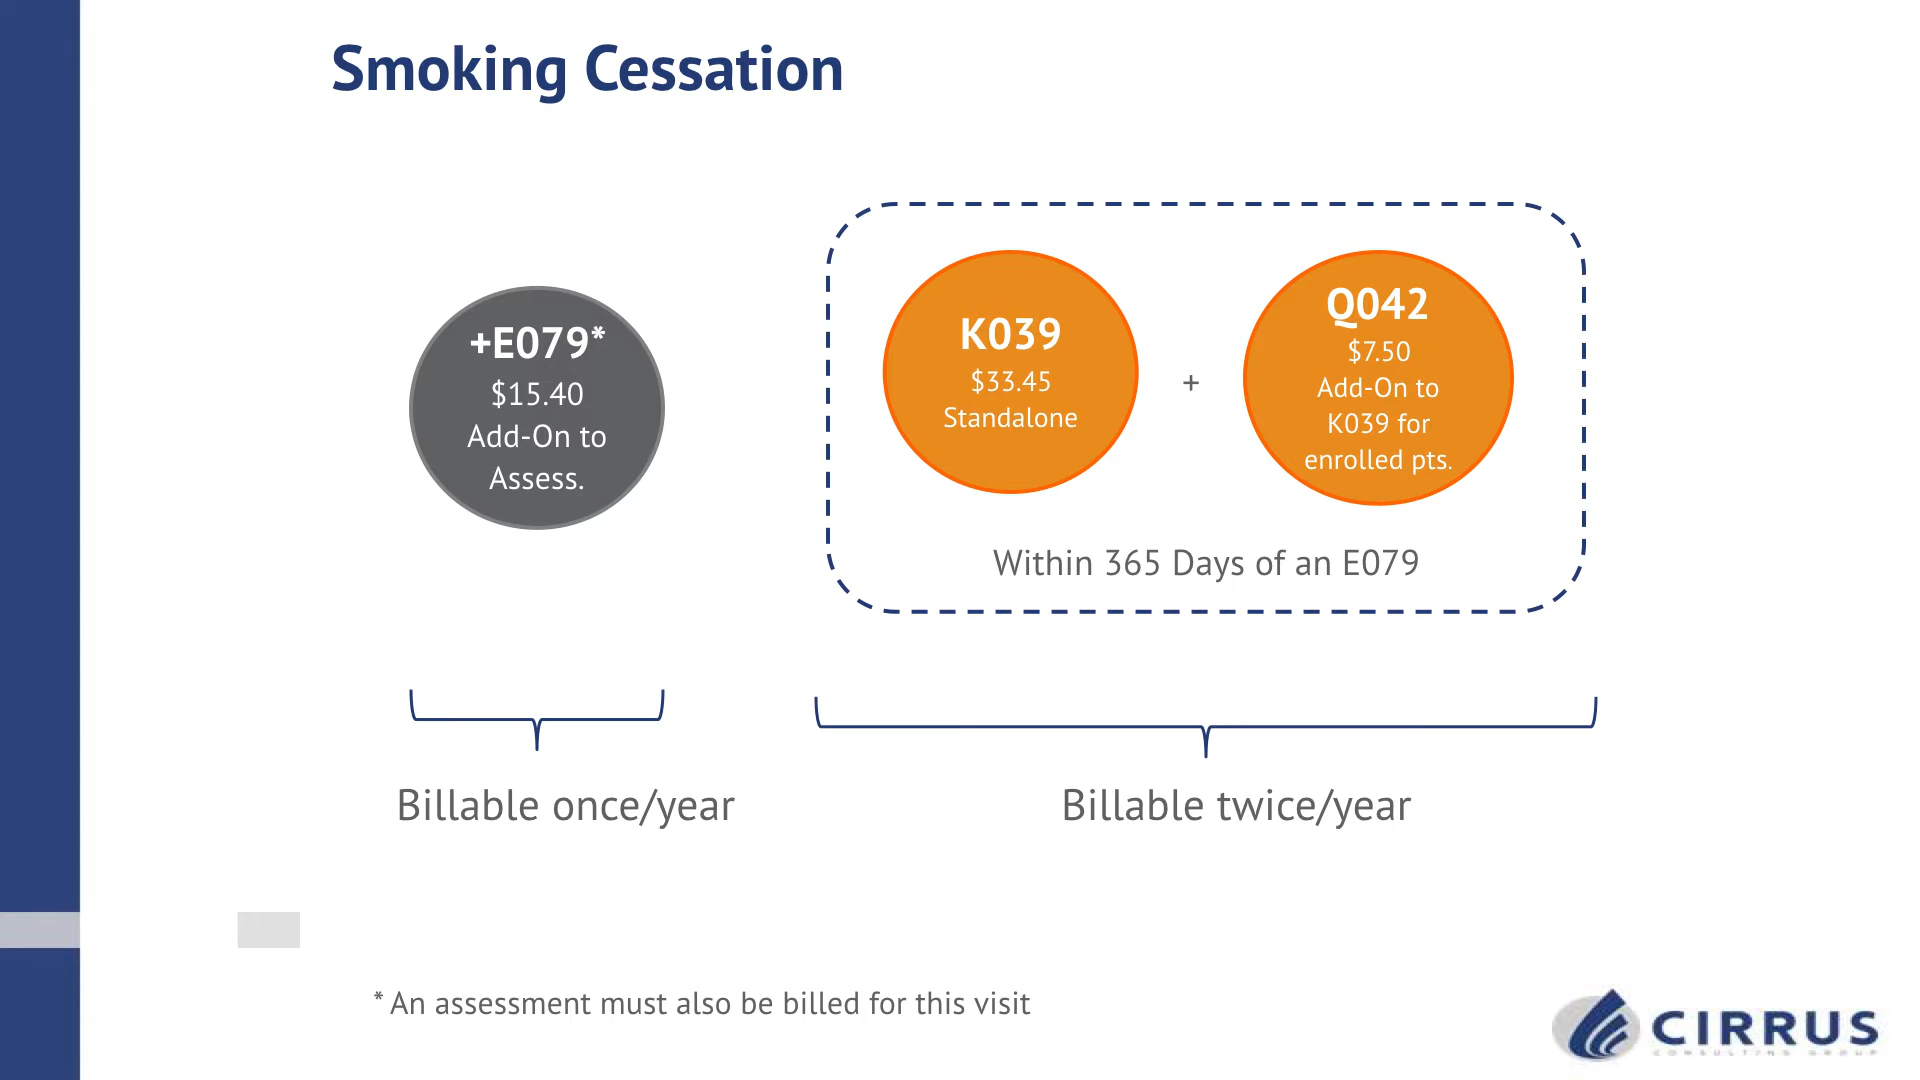 Smoking Cessation
+E079*
$15.40
Add-On to
Assess.
K039
$33.45
Standalone
+
Q042
$7.50
Add-On to
K039 for
enrolled pts.
Within 365 Days of an E079
Billable once/year
Billable twice/year
* An assessment must also be billed for this visit
CIRRUS
CONSULTING GROUP